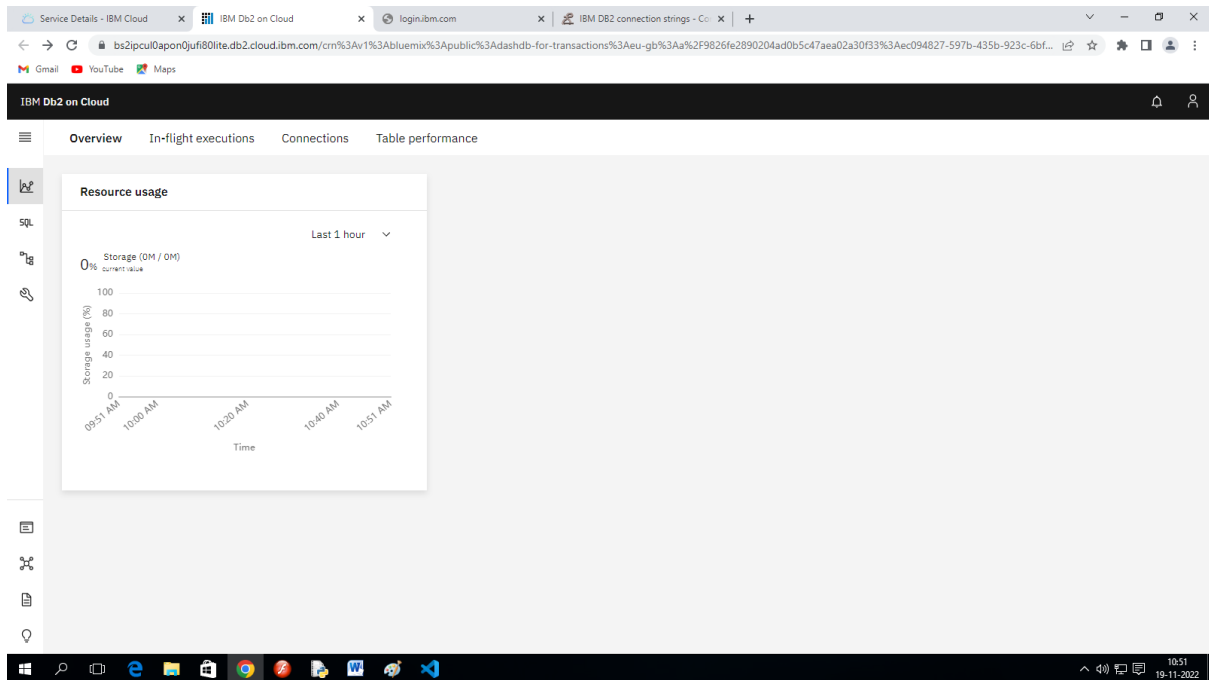 Service Details - IBM Cloud
IBM Db2 on Cloud
login.ibm.com
IBM DB2 connection strings - Co
bs2ipcul0apon0jufi80lite.db2.cloud.ibm.com/crn%3Av1%3Abluemix%3Apublic%3Adashdb-for-transactions%3Aeu-gb%3Aa%2F9826fe2890204ad0b5c47aea02a30f33%3Aec094827-597b-435b-923c-6bf...
Gmail YouTube Maps
IBM Db2 on Cloud
Overview In-flight executions Connections Table performance
Resource usage
SQL
Last 1 hour
0% Storage (0M / 0M)
current value
Storage usage (%)
100
80
60
40
20
0
09:51 AM 10:00 AM 10:20 AM 10:40 AM 10:51 AM
Time
10:51
19-11-2022